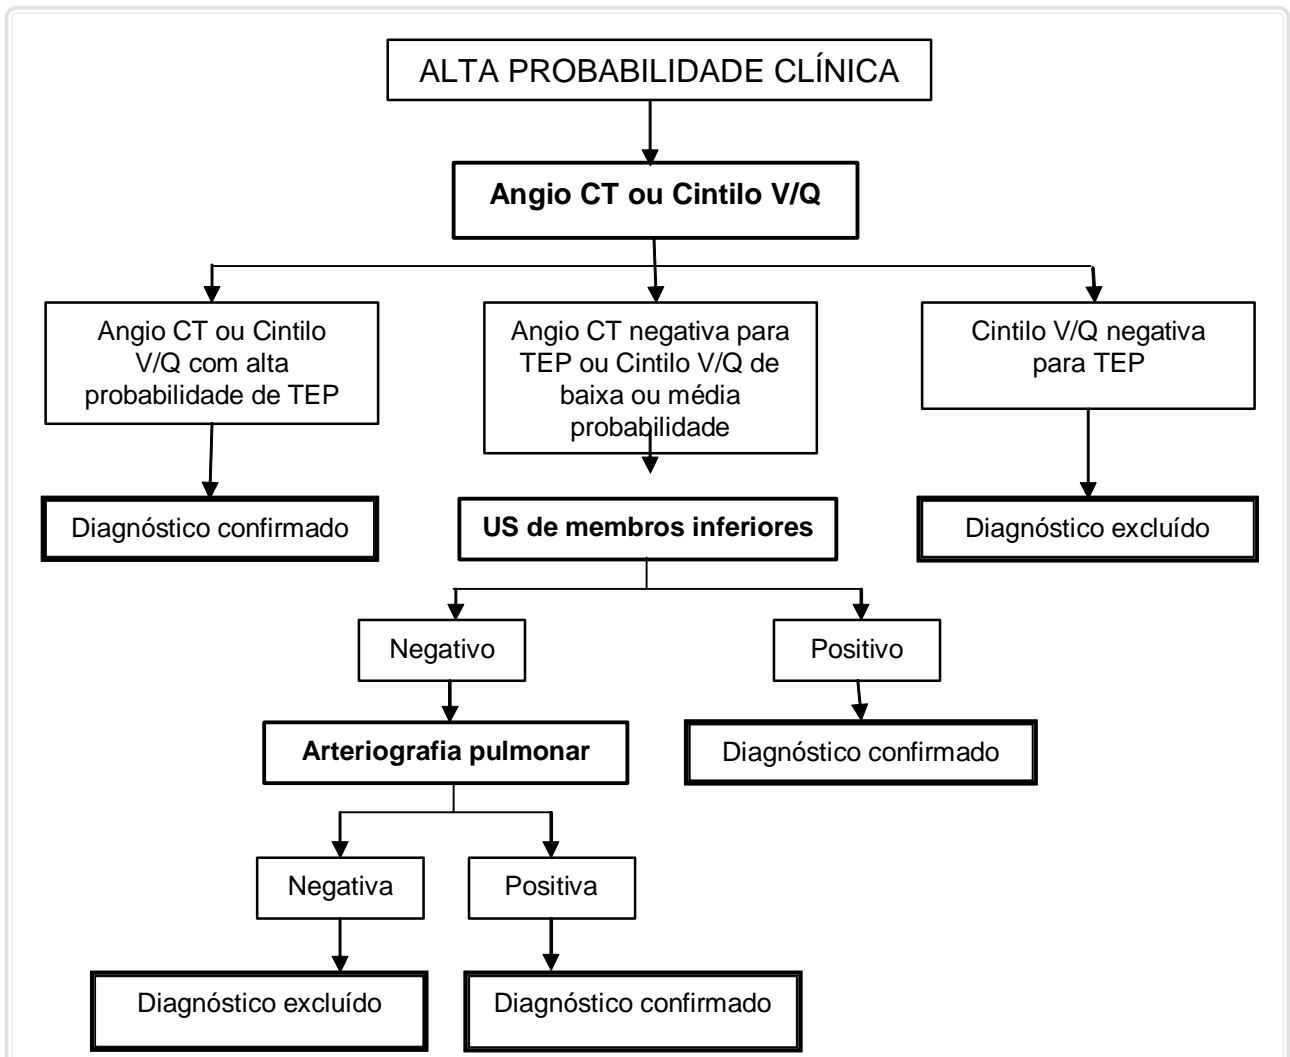 ALTA PROBABILIDADE CLÍNICA
Angio CT ou Cintilo V/Q
Angio CT ou Cintilo
V/Q com alta
probabilidade de TEP
Angio CT negativa para
TEP ou Cintilo V/Q de
baixa ou média
probabilidade
Cintilo V/Q negativa
para TEP
Diagnóstico confirmado
US de membros inferiores
Diagnóstico excluído
Negativo
Positivo
Arteriografia pulmonar
Diagnóstico confirmado
Negativa
Positiva
Diagnóstico excluído
Diagnóstico confirmado